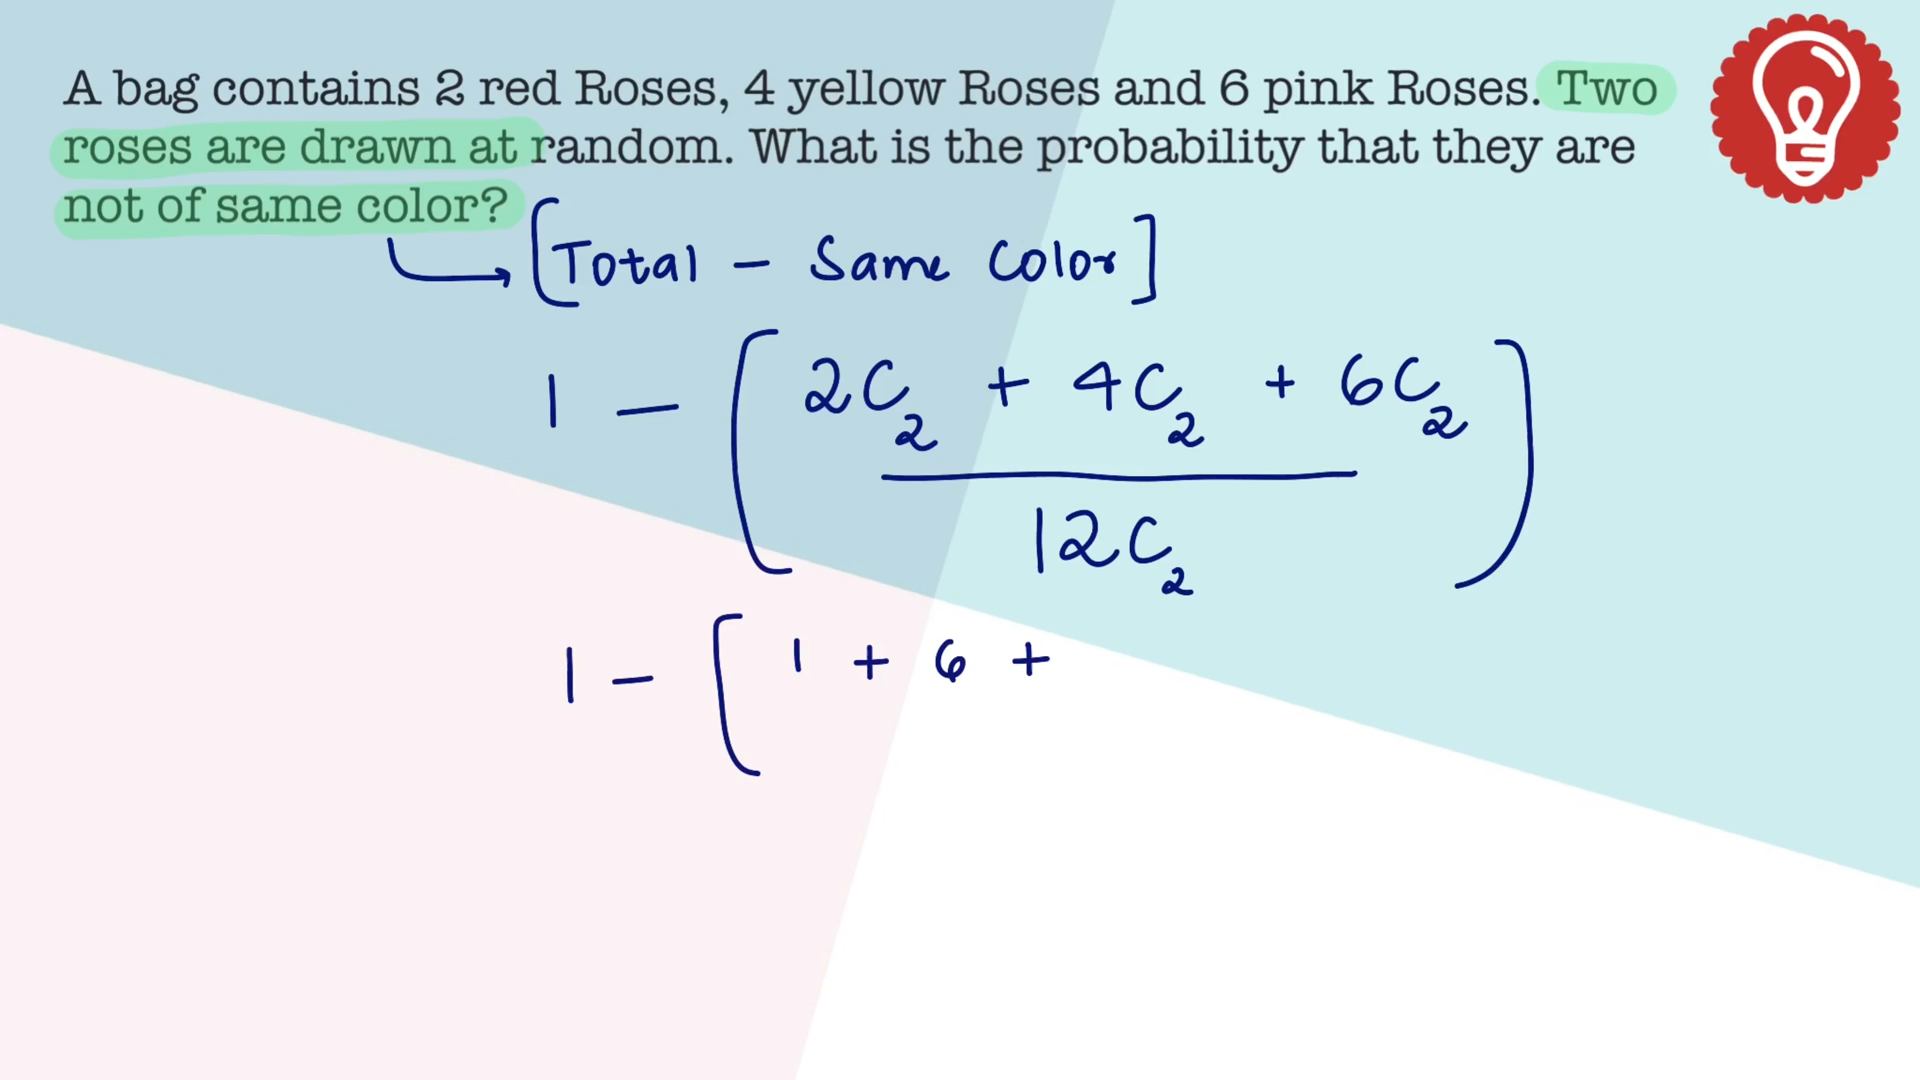 A bag contains 2 red Roses, 4 yellow Roses and 6 pink Roses. Two
roses are drawn at random. What is the probability that they are
not of same color?
[Total - Same Color]
1 - ( 2C₂ + 4C₂ + 6C₂
12C₂ )
1 - [ 1 + 6 +